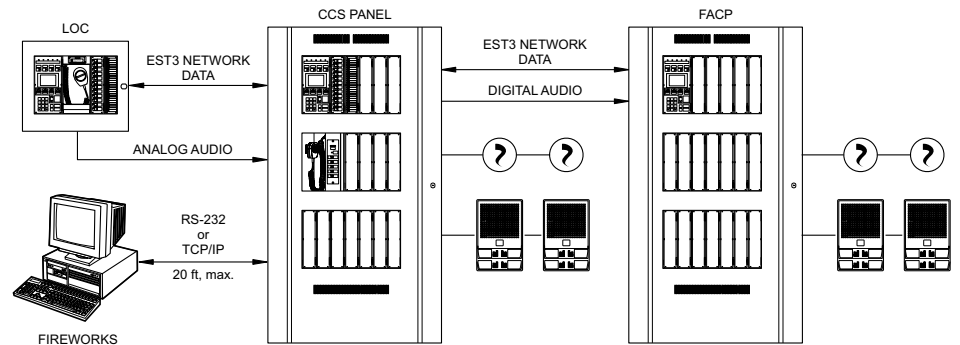 LOC
CCS PANEL
FACP
EST3 NETWORK
DATA
EST3 NETWORK
DATA
DIGITAL AUDIO
ANALOG AUDIO
RS-232
or
TCP/IP
20 ft, max.
FIREWORKS